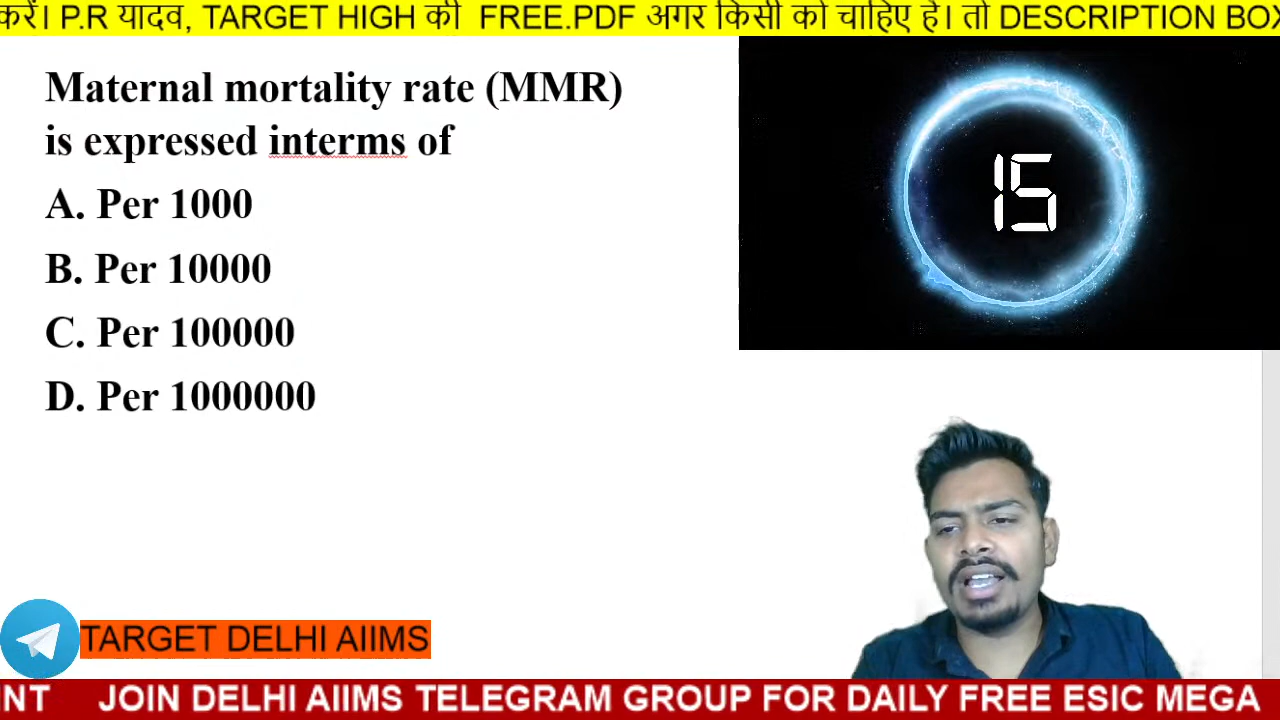 करें। P.R यादव, TARGET HIGH की FREE.PDF अगर किसी को चाहिए है। तो DESCRIPTION BOX
Maternal mortality rate (MMR)
is expressed interms of
A. Per 1000
B. Per 10000
C. Per 100000
D. Per 1000000
15
TARGET DELHI AIIMS
NT JOIN DELHI AIIMS TELEGRAM GROUP FOR DAILY FREE ESIC MEGA